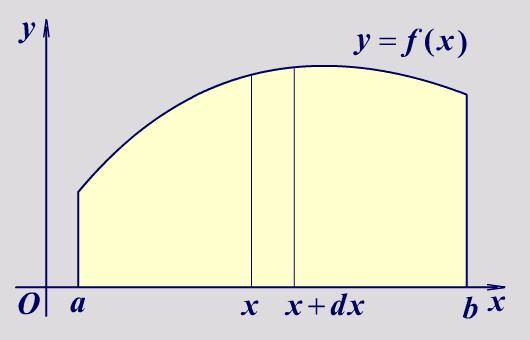 y
y = f(x)
O a x x + dx b x